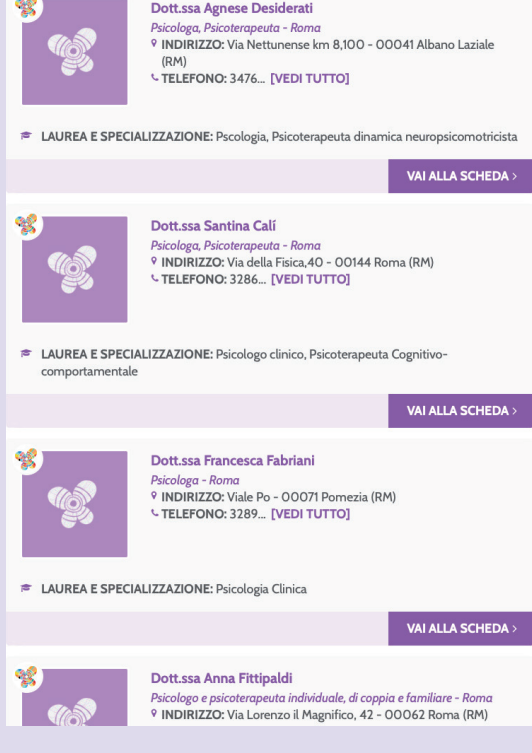 Dott.ssa Agnese Desiderati
Psicologa, Psicoterapeuta - Roma
INDIRIZZO: Via Nettunense km 8,100 - 00041 Albano Laziale
(RM)
TELEFONO: 3476... [VEDI TUTTO]
LAUREA E SPECIALIZZAZIONE: Pscologia, Psicoterapeuta dinamica neuropsicomotricista
VAI ALLA SCHEDA >
Dott.ssa Santina Calí
Psicologa, Psicoterapeuta - Roma
INDIRIZZO: Via della Fisica,40 - 00144 Roma (RM)
TELEFONO: 3286... [VEDI TUTTO]
LAUREA E SPECIALIZZAZIONE: Psicologo clinico, Psicoterapeuta Cognitivo-
comportamentale
VAI ALLA SCHEDA >
Dott.ssa Francesca Fabriani
Psicologa - Roma
INDIRIZZO: Viale Po - 00071 Pomezia (RM)
TELEFONO: 3289... [VEDI TUTTO]
LAUREA E SPECIALIZZAZIONE: Psicologia Clinica
VAI ALLA SCHEDA >
Dott.ssa Anna Fittipaldi
Psicologo e psicoterapeuta individuale, di coppia e familiare - Roma
INDIRIZZO: Via Lorenzo il Magnifico, 42 - 00062 Roma (RM)